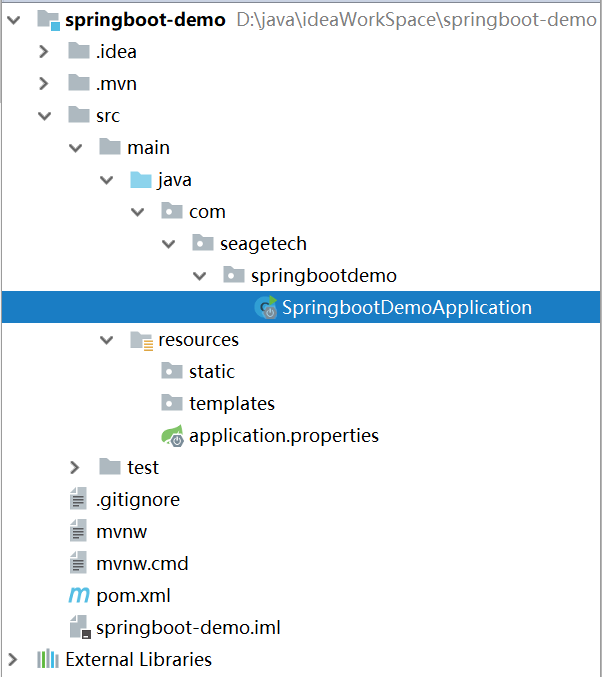 springboot-demo D:\java\ideaWorkSpace\springboot-demo
.idea
.mvn
src
main
java
com
seagetech
springbootdemo
SpringbootDemoApplication
resources
static
templates
application.properties
test
.gitignore
mvnw
mvnw.cmd
pom.xml
springboot-demo.iml
External Libraries